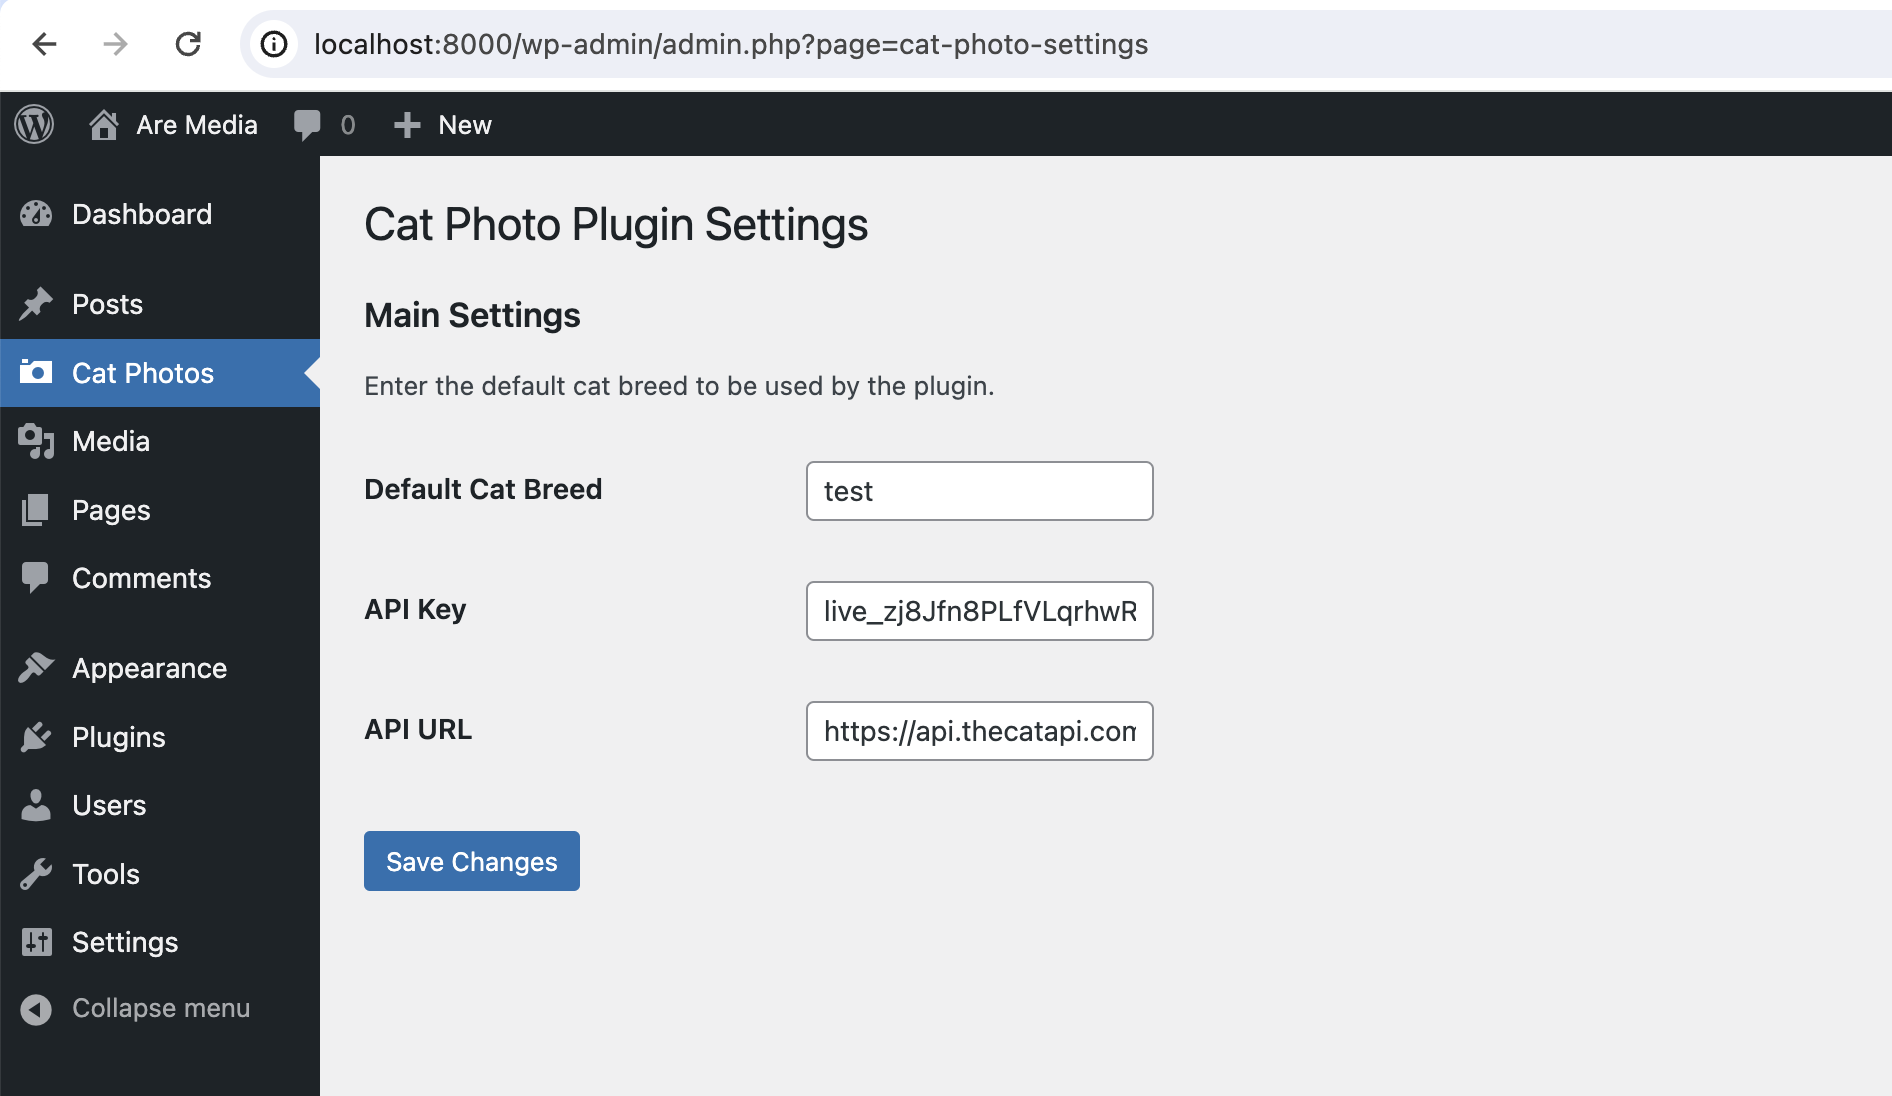 localhost:8000/wp-admin/admin.php?page=cat-photo-settings
Are Media 0 New
Dashboard
Posts
Cat Photos
Media
Pages
Comments
Appearance
Plugins
Users
Tools
Settings
Collapse menu
Cat Photo Plugin Settings
Main Settings
Enter the default cat breed to be used by the plugin.
Default Cat Breed test
API Key live_zj8Jfn8PLfVLqrhwR
API URL https://api.thecatapi.com
Save Changes